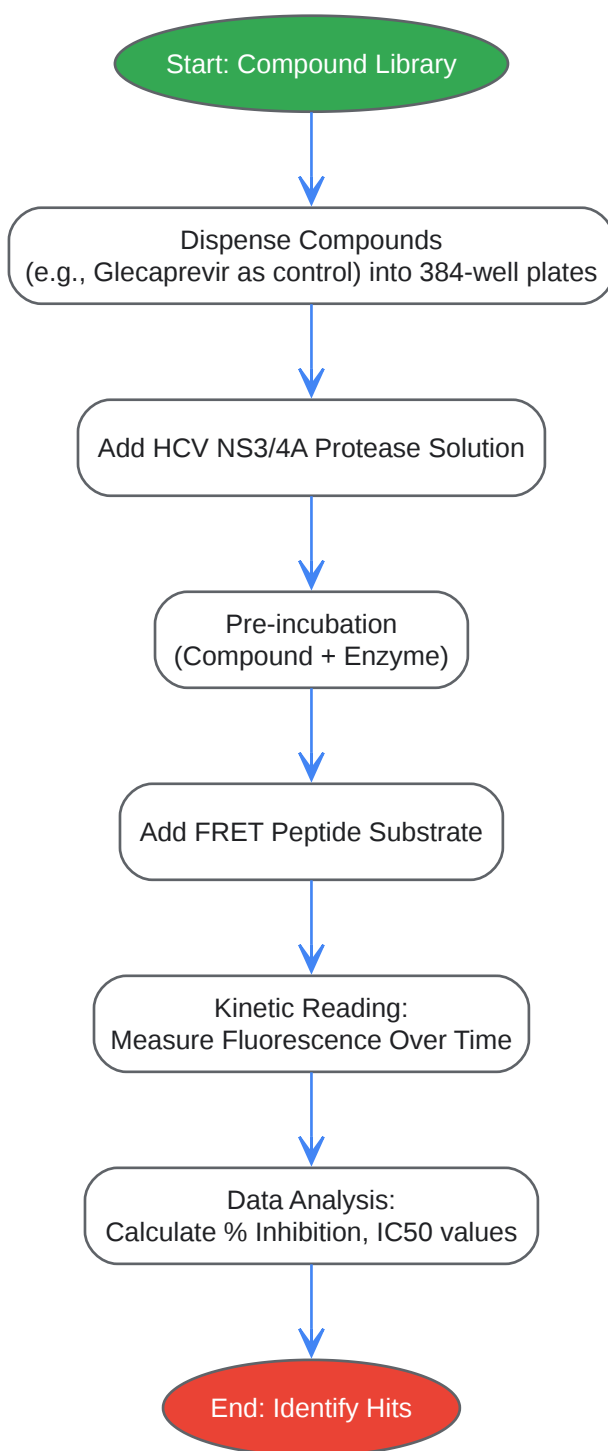 Start: Compound Library
Dispense Compounds
(e.g., Glecaprevir as control) into 384-well plates
Add HCV NS3/4A Protease Solution
Pre-incubation
(Compound + Enzyme)
Add FRET Peptide Substrate
Kinetic Reading:
Measure Fluorescence Over Time
Data Analysis:
Calculate % Inhibition, IC50 values
End: Identify Hits